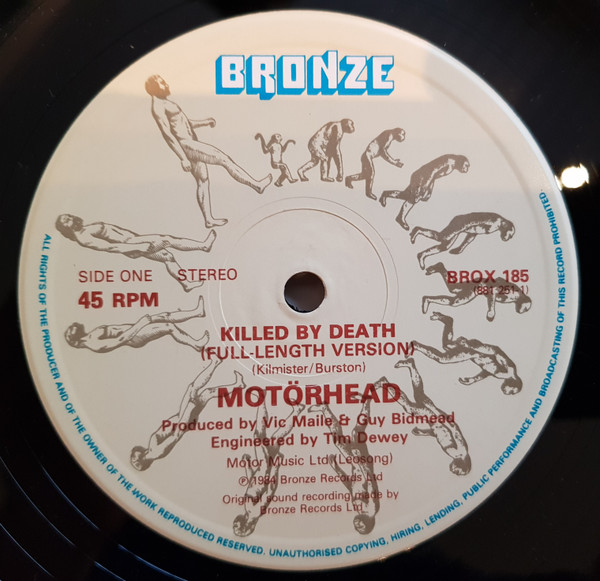 BRONZE
SIDE ONE STEREO
45 RPM
BROX 185
(881 251-1)
KILLED BY DEATH
(FULL-LENGTH VERSION)
(Kilmister/Burston)
MOTÖRHEAD
Produced by Vic Maile & Guy Bidmead
Engineered by Tim Dewey
Motor Music Ltd (Leosong)
℗ 1984 Bronze Records Ltd
Original sound recording made by
Bronze Records Ltd
ALL RIGHTS OF THE PRODUCER AND OF THE OWNER OF THE WORK REPRODUCED RESERVED. UNAUTHORISED COPYING, HIRING, LENDING, PUBLIC PERFORMANCE AND BROADCASTING OF THIS RECORD PROHIBITED.